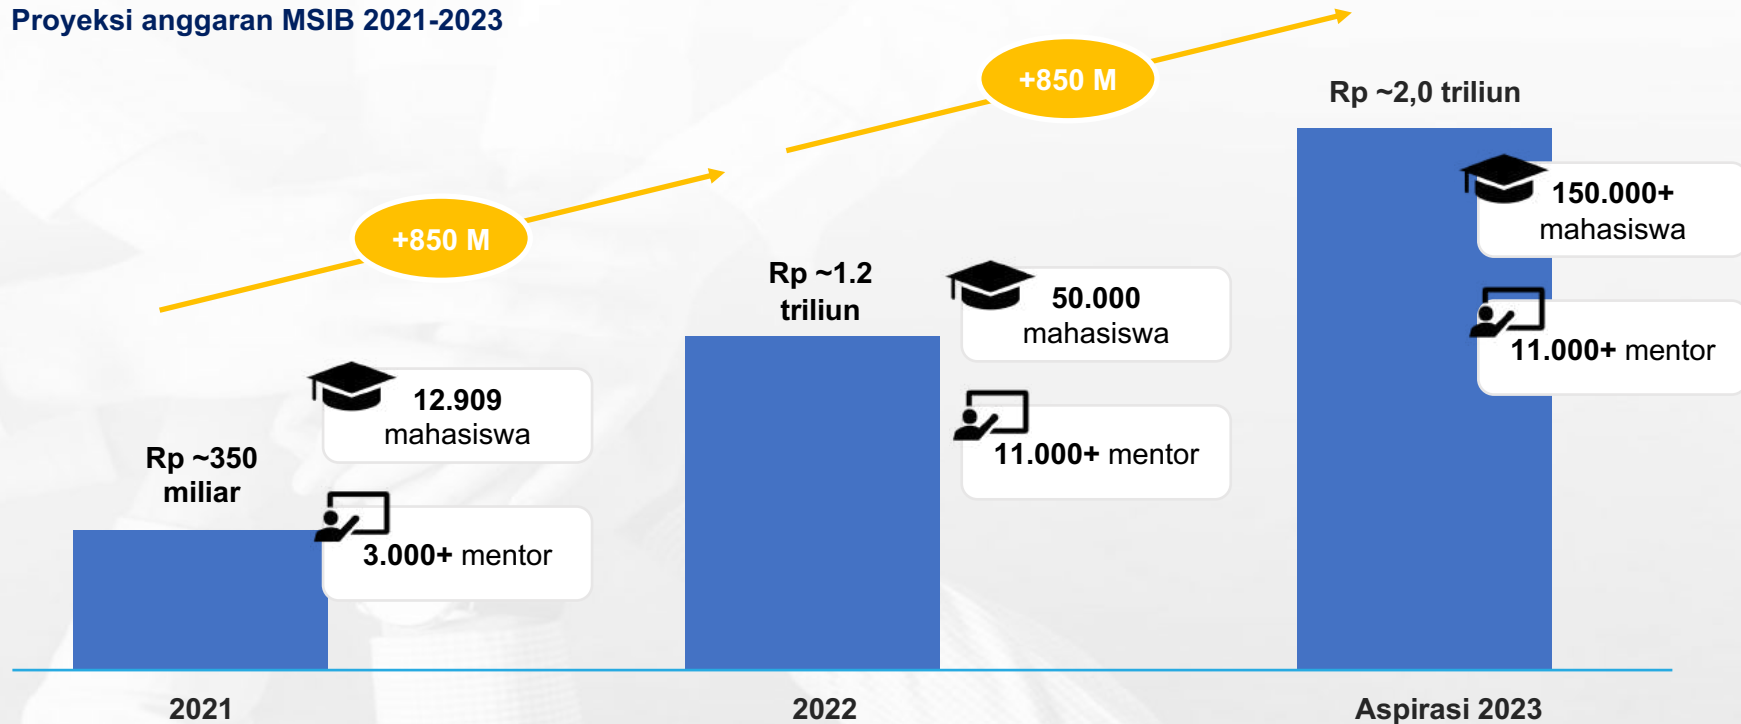 Proyeksi anggaran MSIB 2021-2023
+850 M
+850 M
Rp ~350
miliar
12.909
mahasiswa
3.000+ mentor
Rp ~1.2
triliun
50.000
mahasiswa
11.000+ mentor
Rp ~2,0 triliun
150.000+
mahasiswa
11.000+ mentor
2021
2022
Aspirasi 2023